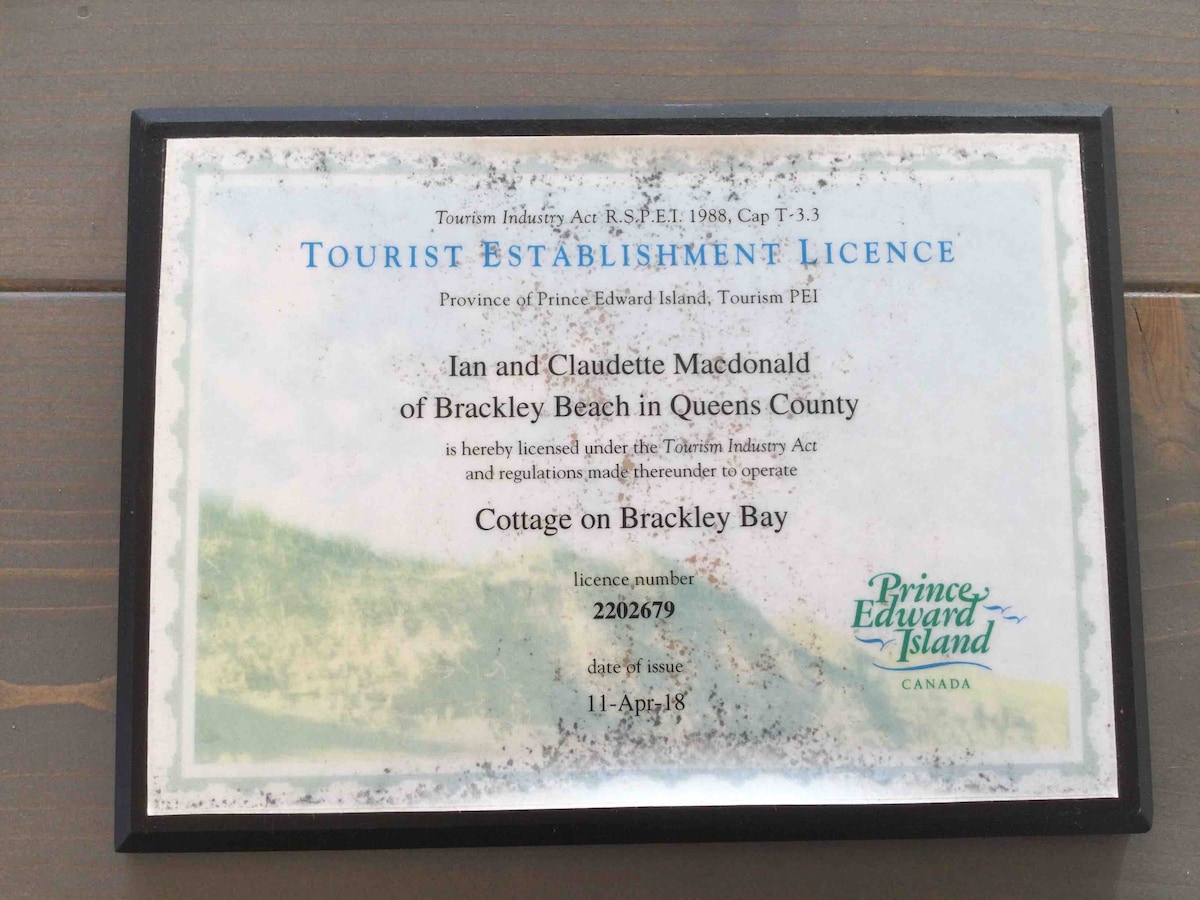 Tourism Industry Act R.S.P.E.I. 1988, Cap T-3.3
TOURIST ESTABLISHMENT LICENCE
Province of Prince Edward Island, Tourism PEI
Ian and Claudette Macdonald
of Brackley Beach in Queens County
is hereby licensed under the Tourism Industry Act
and regulations made thereunder to operate
Cottage on Brackley Bay
licence number
2202679
date of issue
11-Apr-18
Prince
Edward
Island
CANADA